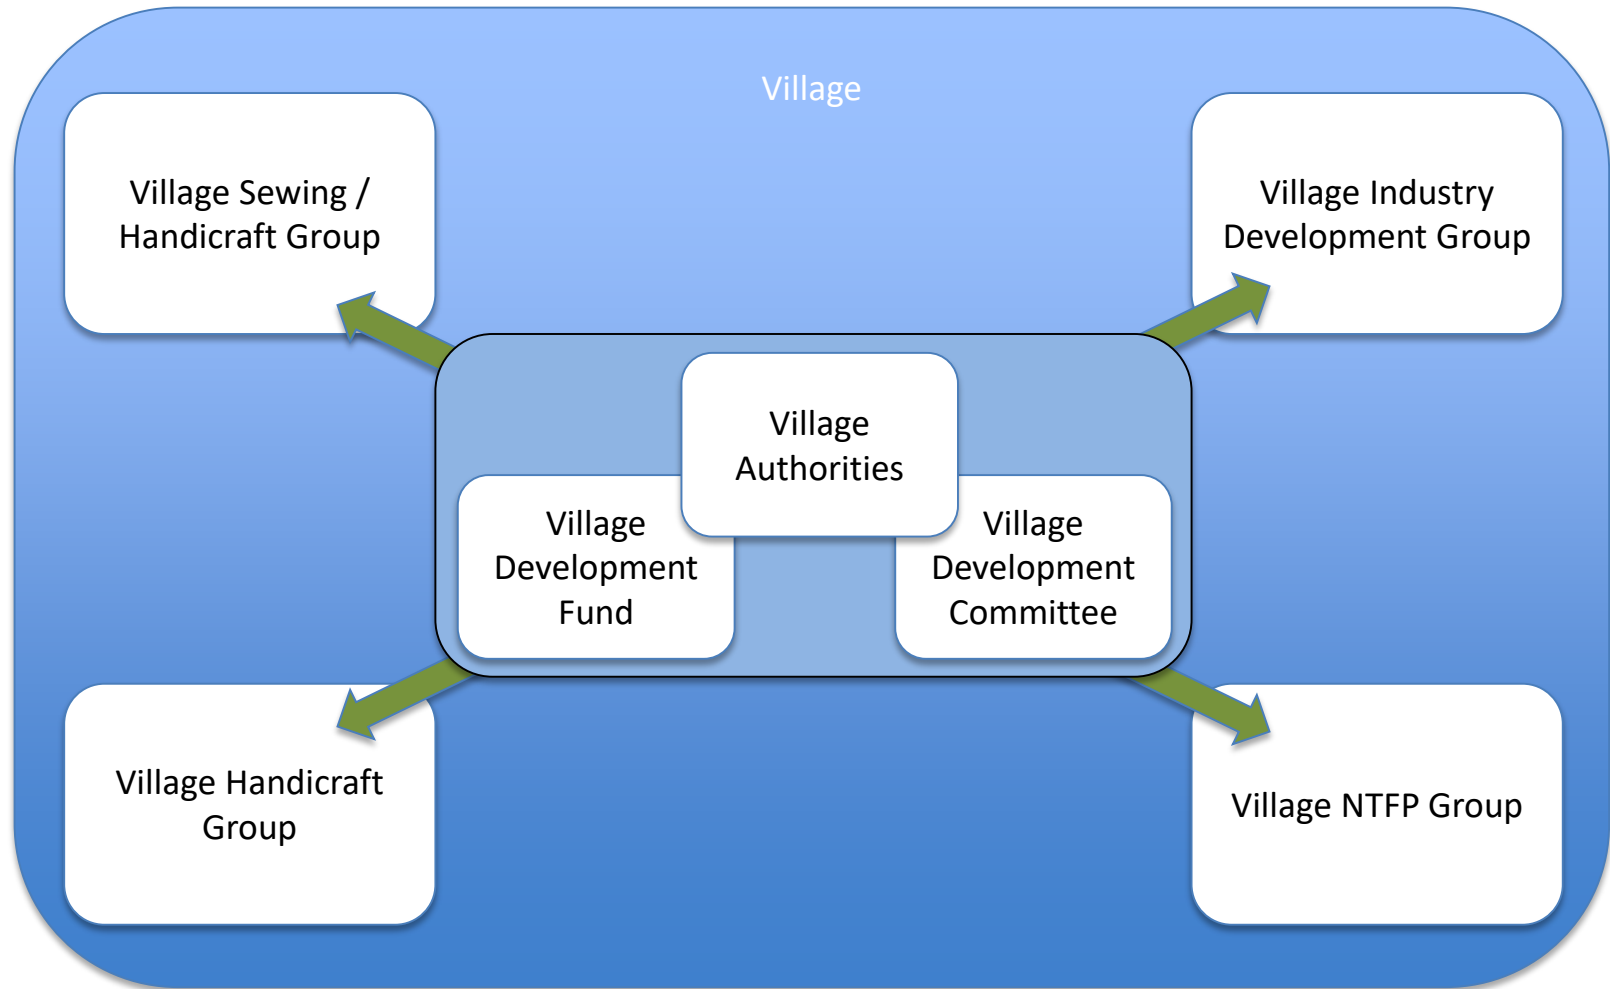 Village
Village Sewing /
Handicraft Group
Village Industry
Development Group
Village
Authorities
Village
Development
Fund
Village
Development
Committee
Village Handicraft
Group
Village NTFP Group